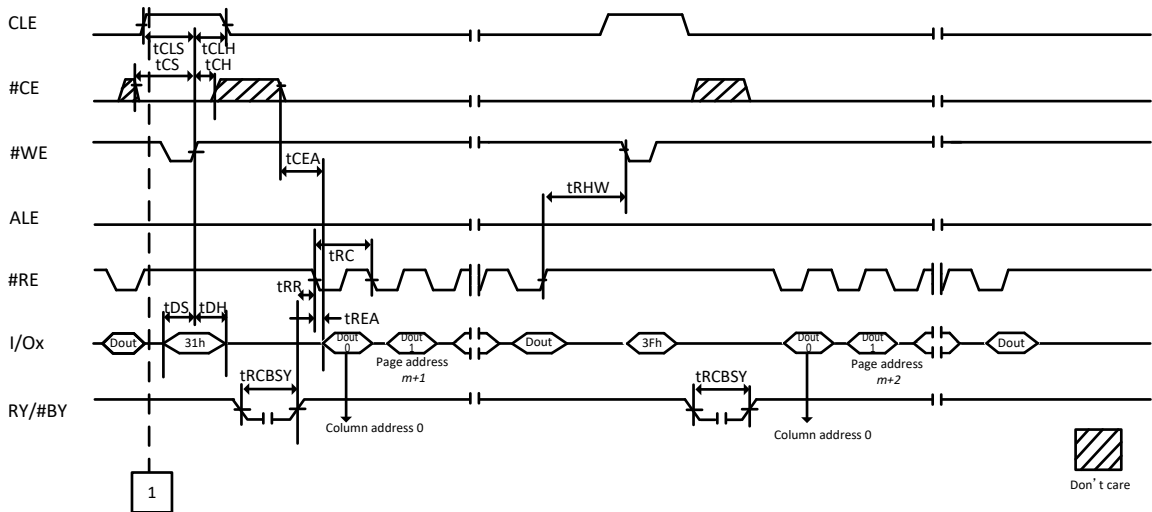 CLE
tCLS
tCLH
tCS
tCH
#CE
#WE
tCEA
tRHW
ALE
tRC
#RE
tRR
tDS
tDH
tREA
I/Ox
Dout
31h
Dout
0
Dout
1
Dout
3Fh
Dout
0
Dout
1
Dout
Page address
m+1
Page address
m+2
tRCBSY
tRCBSY
RY/#BY
Column address 0
Column address 0
Don't care
1